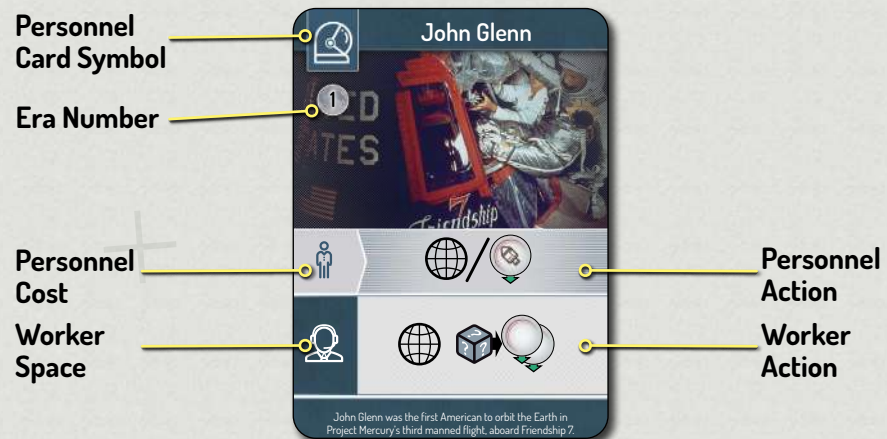 Personnel
Card Symbol
John Glenn
Era Number
1
ED
ATES
7
Friendship
Personnel
Cost
/
Personnel
Action
Worker
Space
? ? ?
Worker
Action
John Glenn was the first American to orbit the Earth in
Project Mercury's third manned flight, aboard Friendship 7.